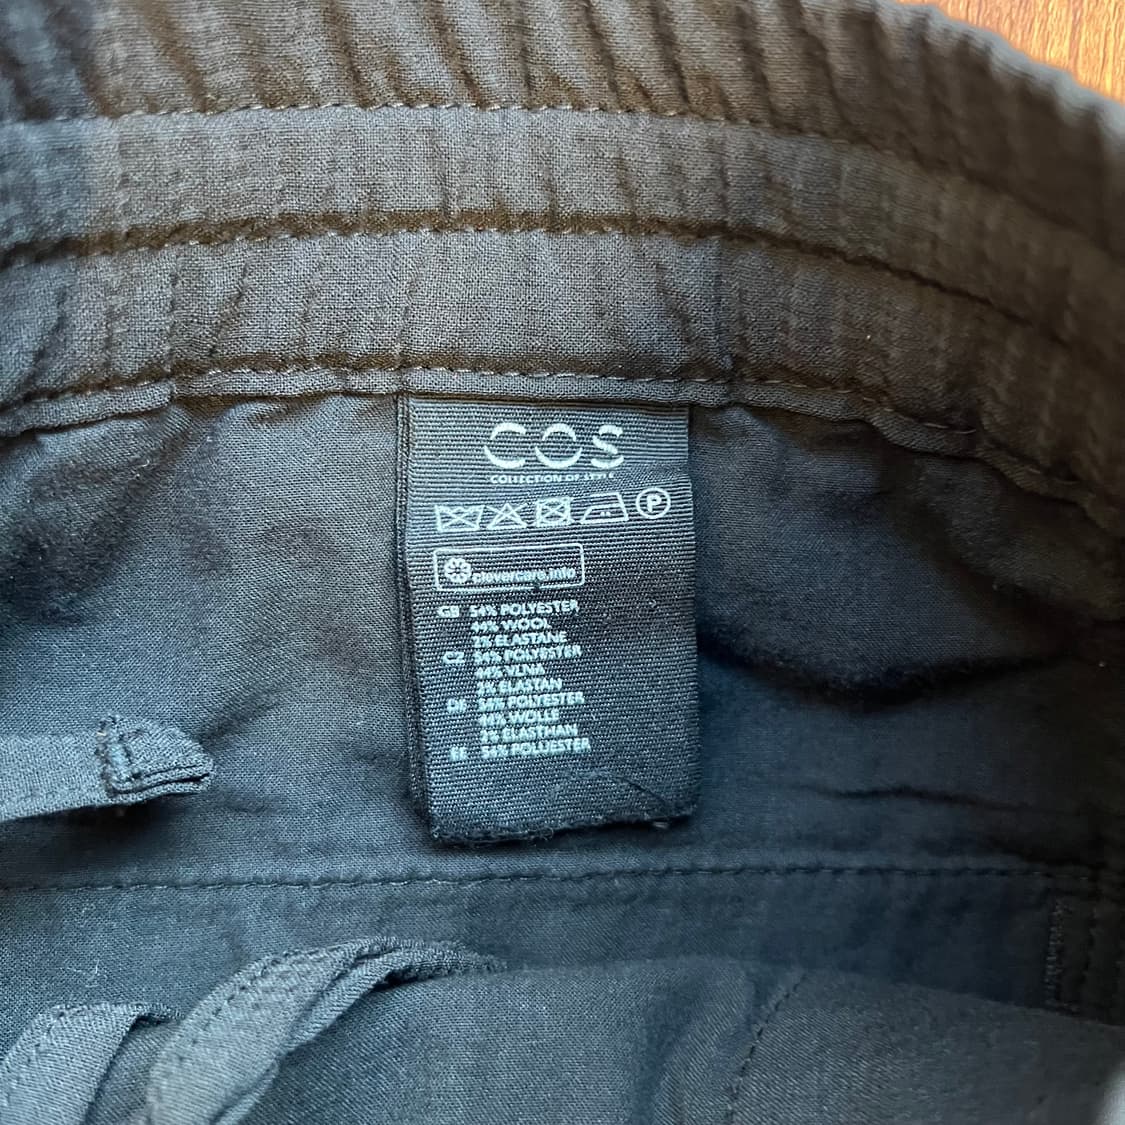 COS
COLLECTION OF STYLE
P
clevercare.info
GB 54% POLYESTER
44% WOOL
2% ELASTANE
CZ 54% POLYESTER
44% VLNA
2% ELASTAN
DE 54% POLYESTER
44% WOLLE
2% ELASTHAN
EE 54% POLÜESTER